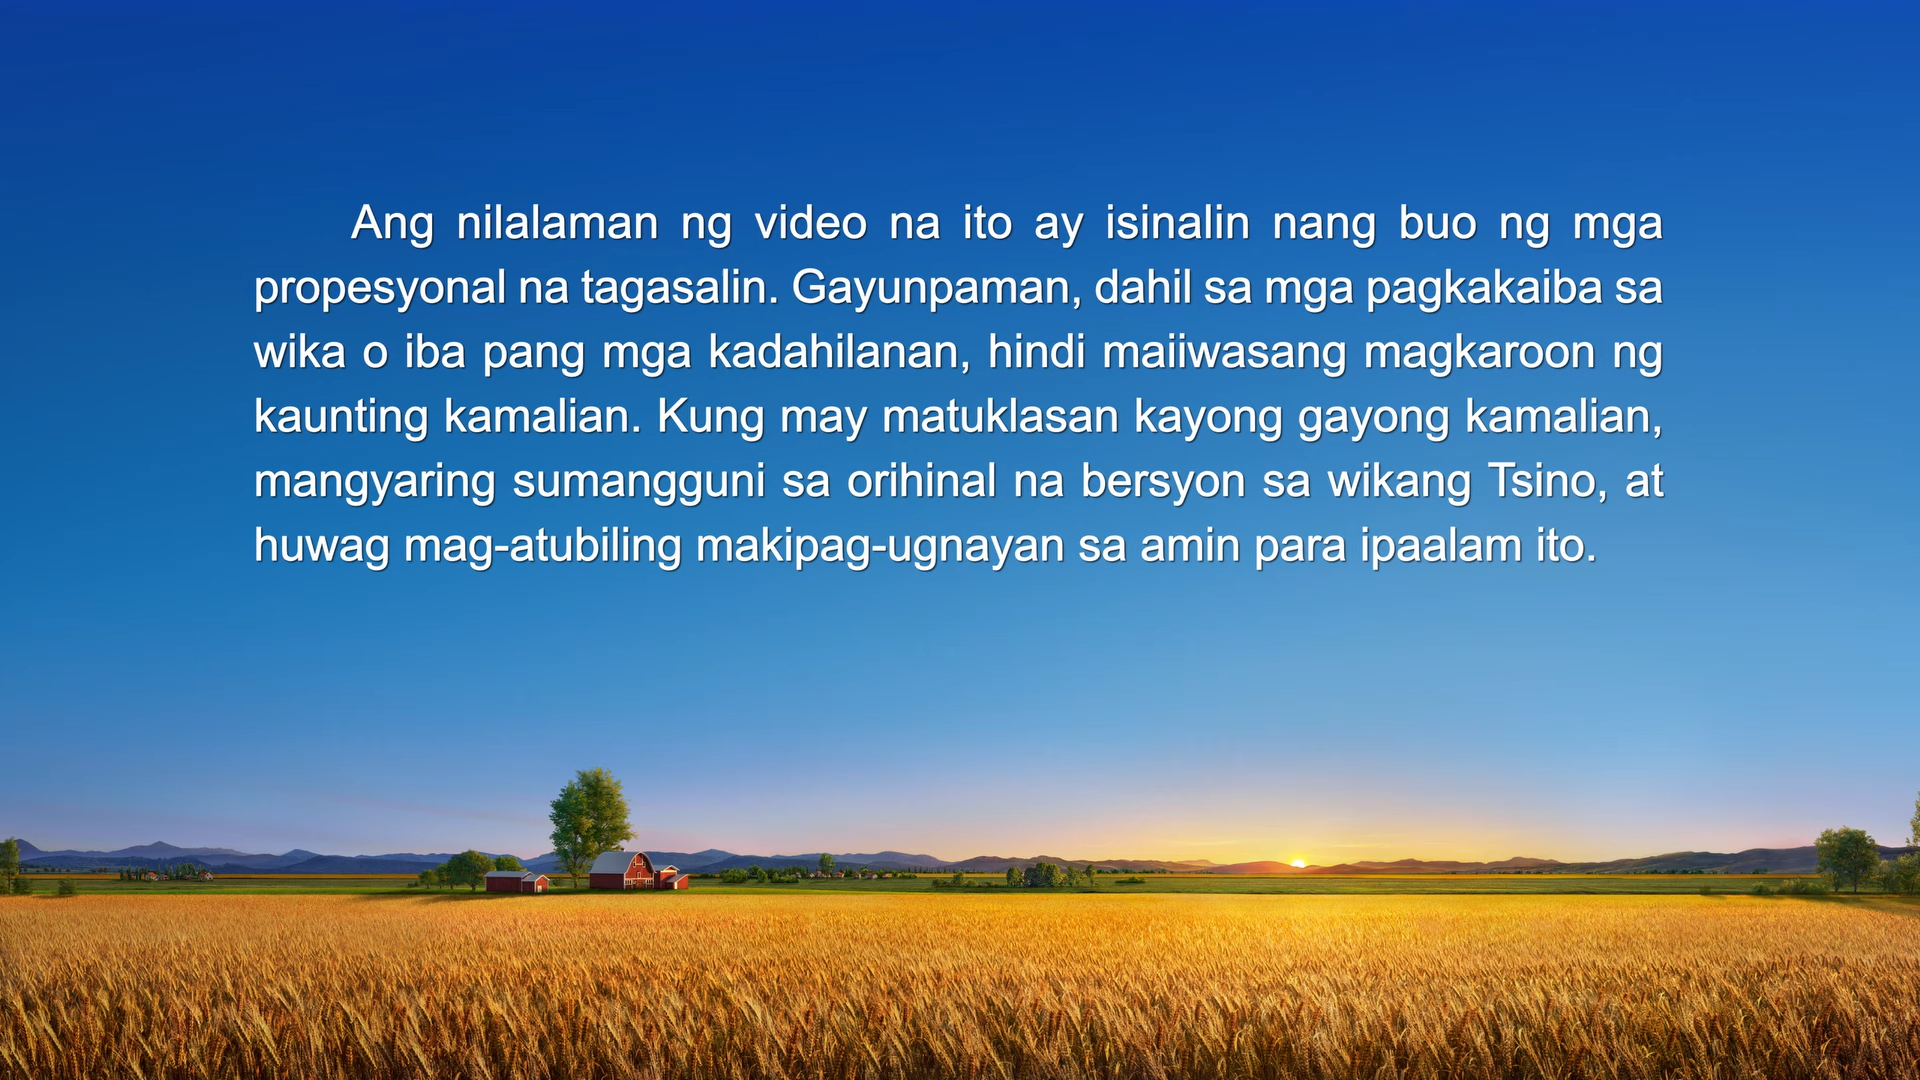 Ang nilalaman ng video na ito ay isinalin nang buo ng mga
propesyonal na tagasalin. Gayunpaman, dahil sa mga pagkakaiba sa
wika o iba pang mga kadahilanan, hindi maiiwasang magkaroon ng
kaunting kamalian. Kung may matuklasan kayong gayong kamalian,
mangyaring sumangguni sa orihinal na bersyon sa wikang Tsino, at
huwag mag-atubiling makipag-ugnayan sa amin para ipaalam ito.